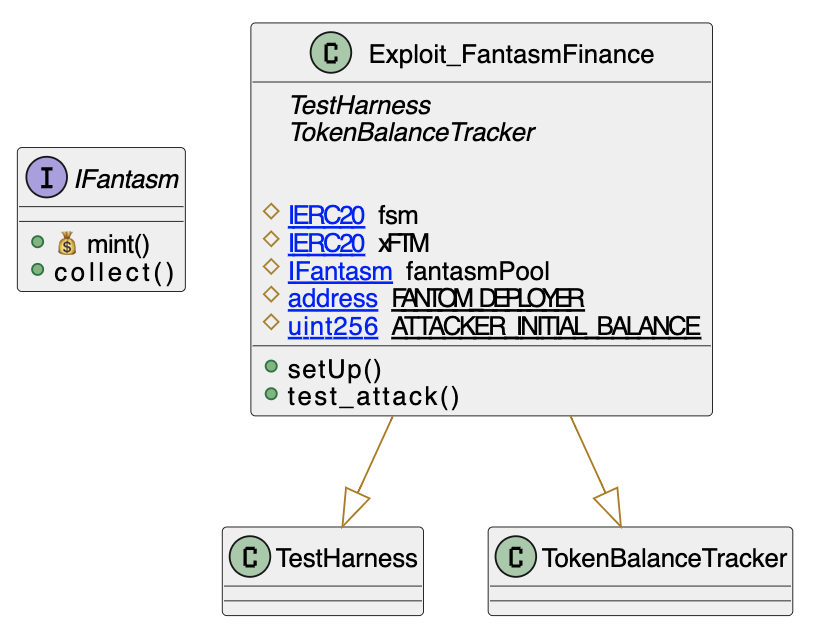 C Exploit_FantasmFinance
TestHarness
TokenBalanceTracker
I IFantasm
IERC20 fsm
IERC20 xFTM
💰 mint()
IFantasm fantasmPool
collect()
address FANTOM_DEPLOYER
uint256 ATTACKER_INITIAL_BALANCE
setUp()
test_attack()
C TestHarness
C TokenBalanceTracker